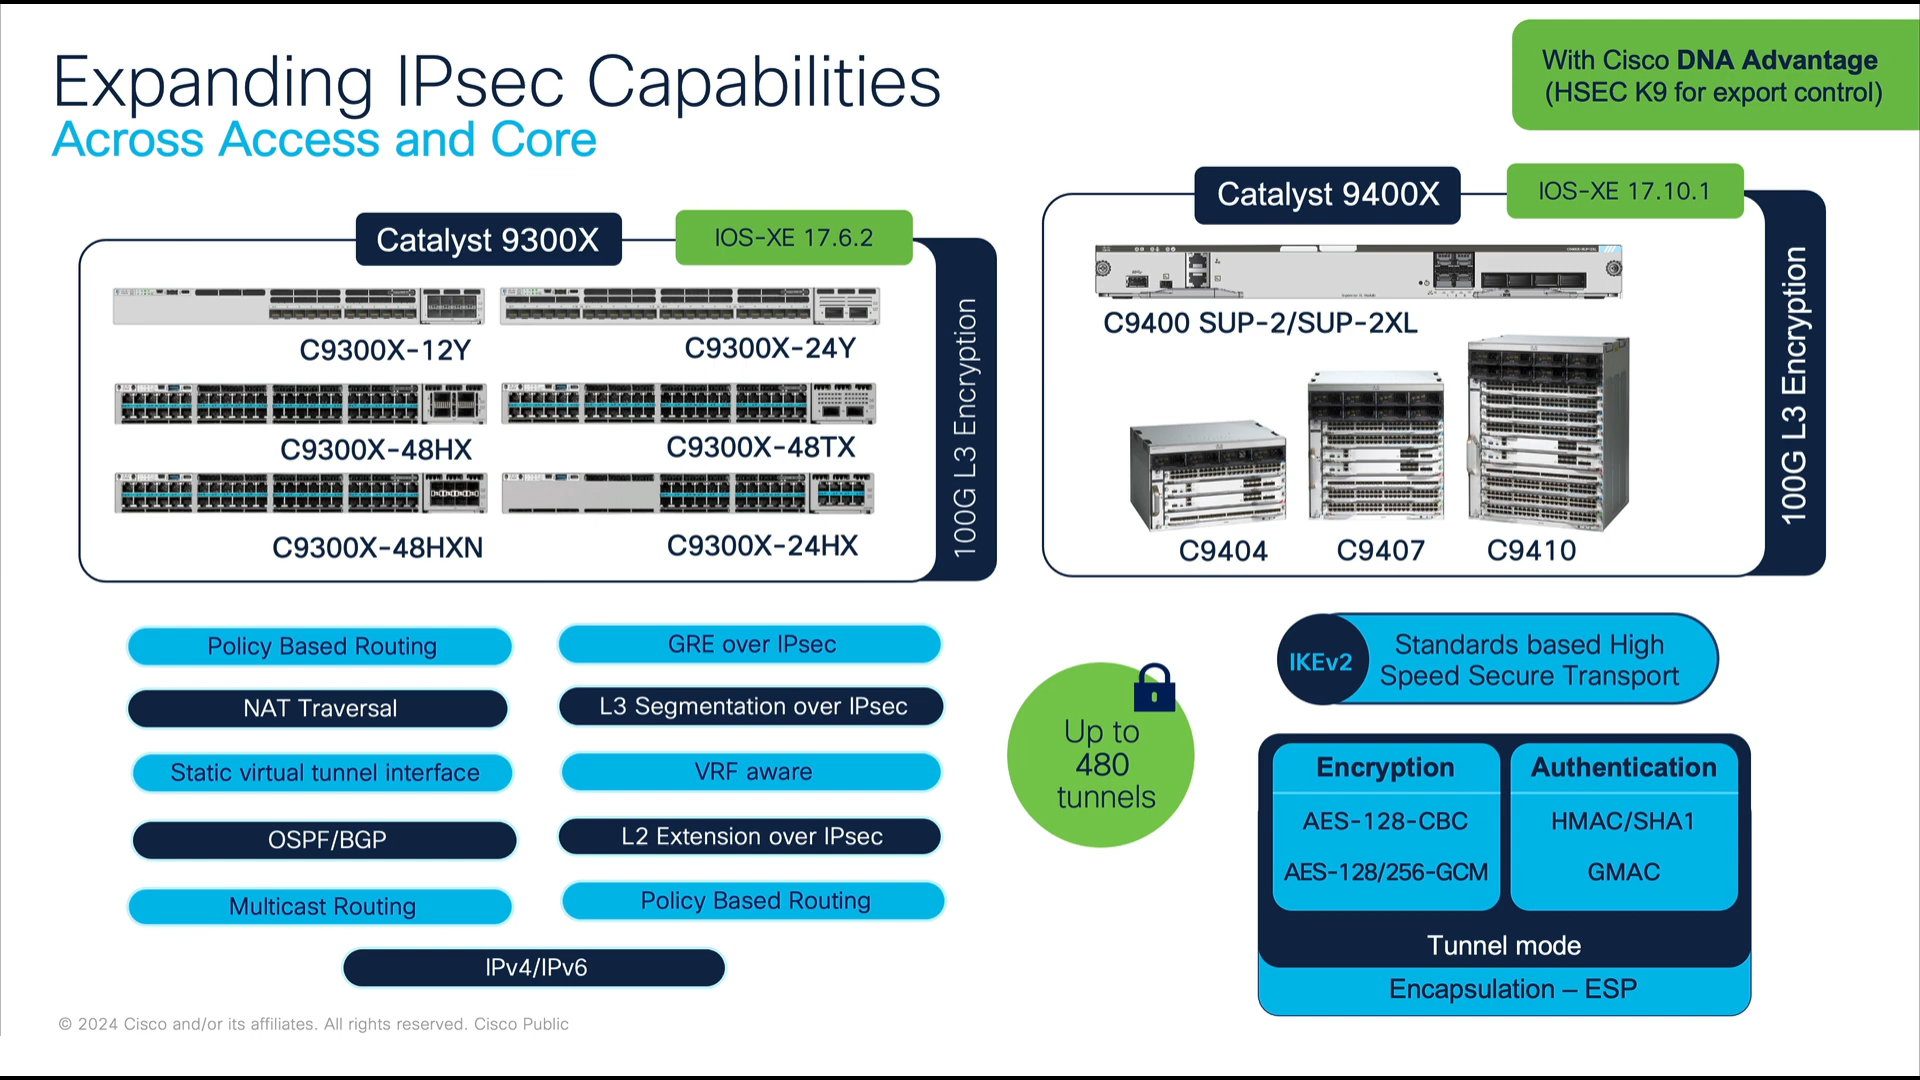 Expanding IPsec Capabilities
Across Access and Core
With Cisco DNA Advantage
(HSEC K9 for export control)
Catalyst 9300X
IOS-XE 17.6.2
C9300X-12Y
C9300X-24Y
C9300X-48HX
C9300X-48TX
C9300X-48HXN
C9300X-24HX
100G L3 Encryption
Catalyst 9400X
IOS-XE 17.10.1
C9400 SUP-2/SUP-2XL
C9404
C9407
C9410
100G L3 Encryption
Policy Based Routing
GRE over IPsec
NAT Traversal
L3 Segmentation over IPsec
Static virtual tunnel interface
VRF aware
OSPF/BGP
L2 Extension over IPsec
Multicast Routing
Policy Based Routing
IPv4/IPv6
Up to
480
tunnels
IKEv2
Standards based High
Speed Secure Transport
Encryption
AES-128-CBC
AES-128/256-GCM
Authentication
HMAC/SHA1
GMAC
Tunnel mode
Encapsulation – ESP
© 2024 Cisco and/or its affiliates. All rights reserved. Cisco Public